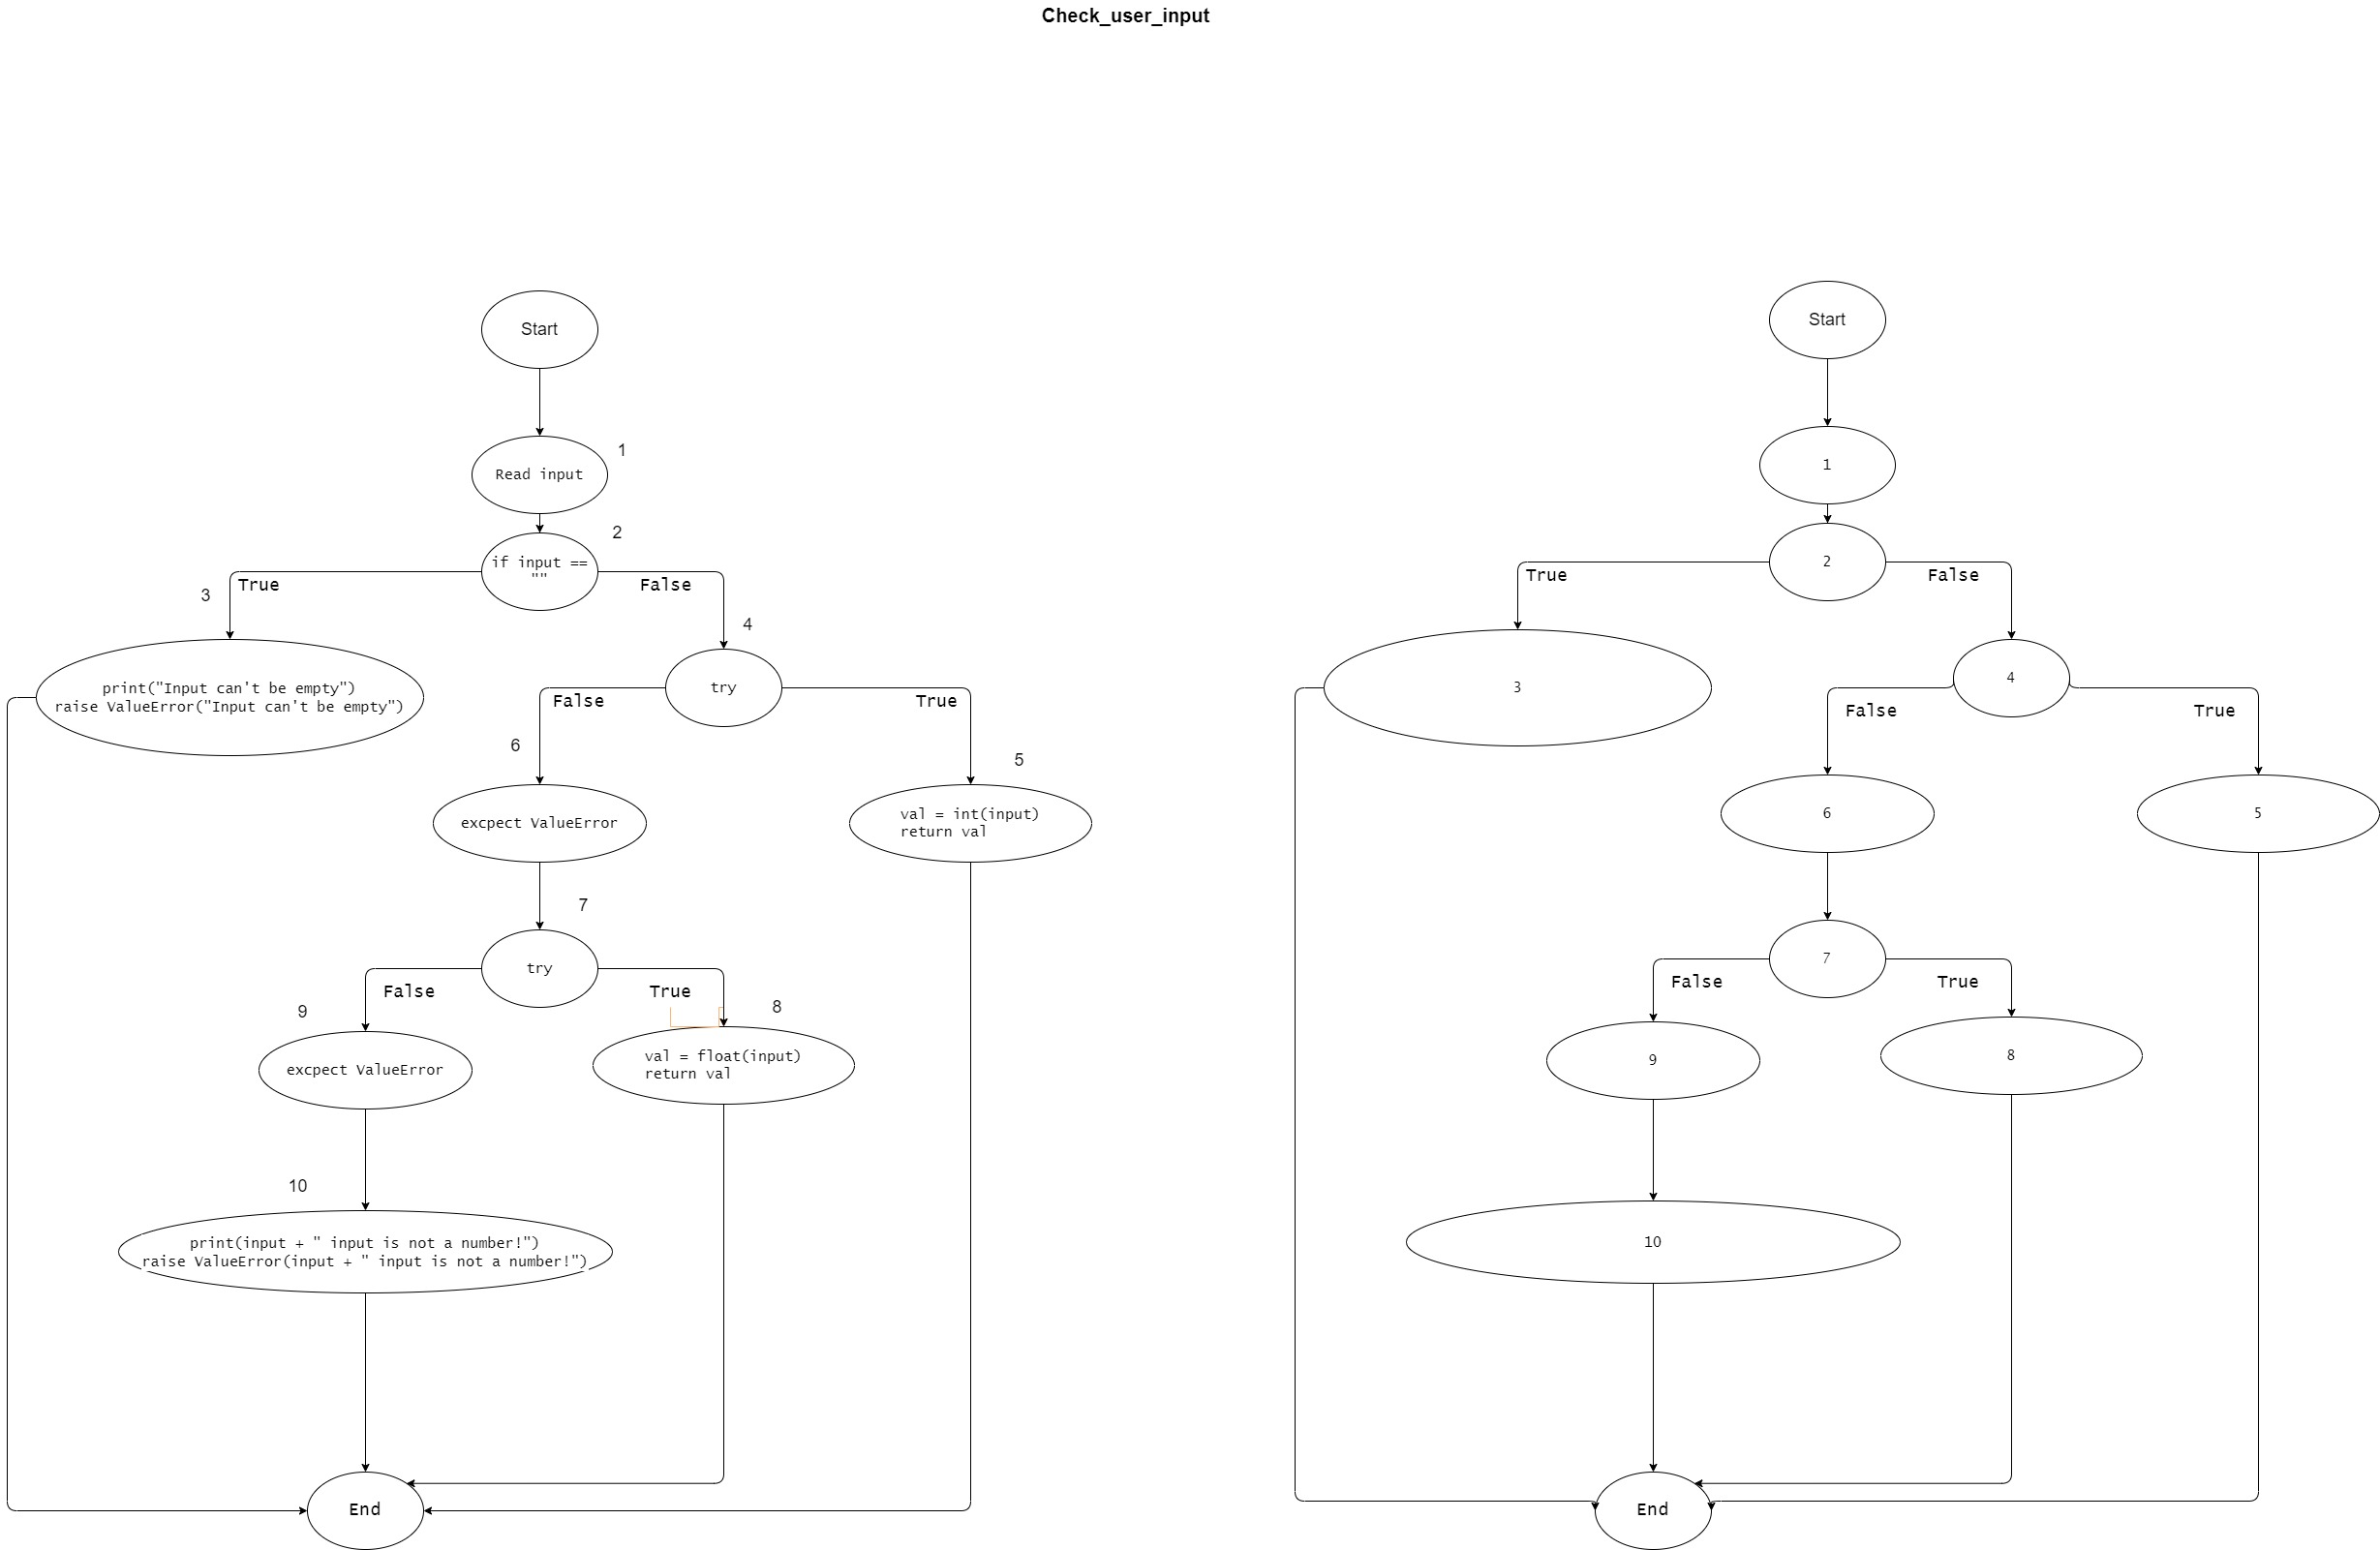 Check_user_input
Start
1
Read input
2
if input ==
""
True
False
3
4
print("Input can't be empty")
raise ValueError("Input can't be empty")
try
False
True
6
5
excpect ValueError
val = int(input)
return val
7
try
False
True
9
8
excpect ValueError
val = float(input)
return val
10
print(input + " input is not a number!")
raise ValueError(input + " input is not a number!")
End
Start
1
2
True
False
3
4
False
True
6
5
7
False
True
9
8
10
End